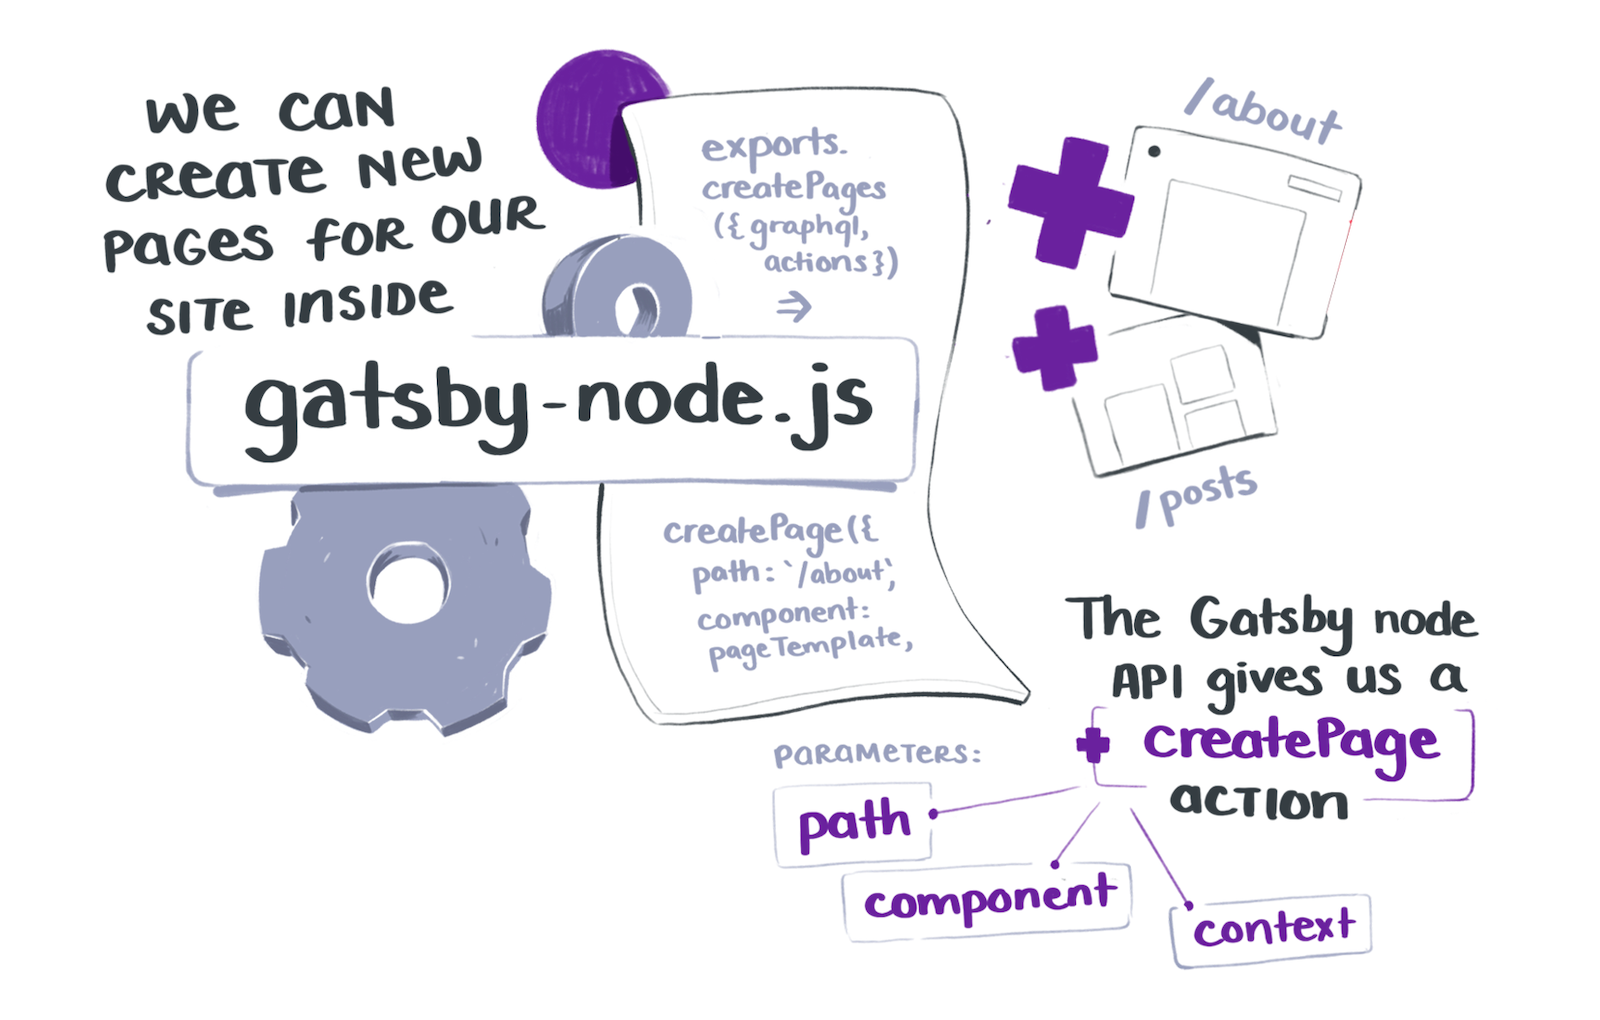 We can
create new
pages for our
site inside
gatsby-node.js
exports.
createPages
({graphql,
actions})
⇒
createPage({
path: `/about`,
component:
pageTemplate,
/about
/posts
The Gatsby node
API gives us a
createPage
action
Parameters:
path
component
context